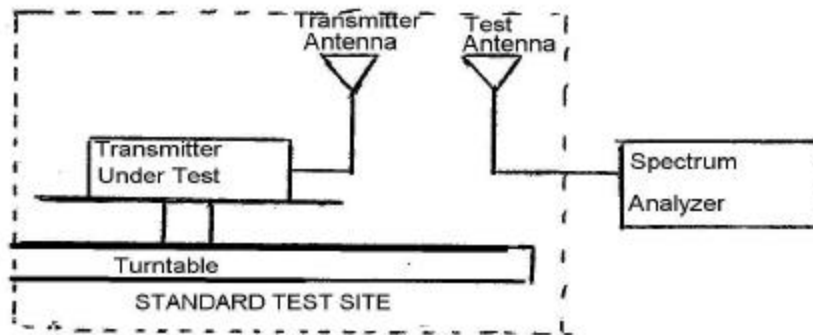 Transmitter
Antenna
Test
Antenna
Transmitter
Under Test
Spectrum
Analyzer
Turntable
STANDARD TEST SITE